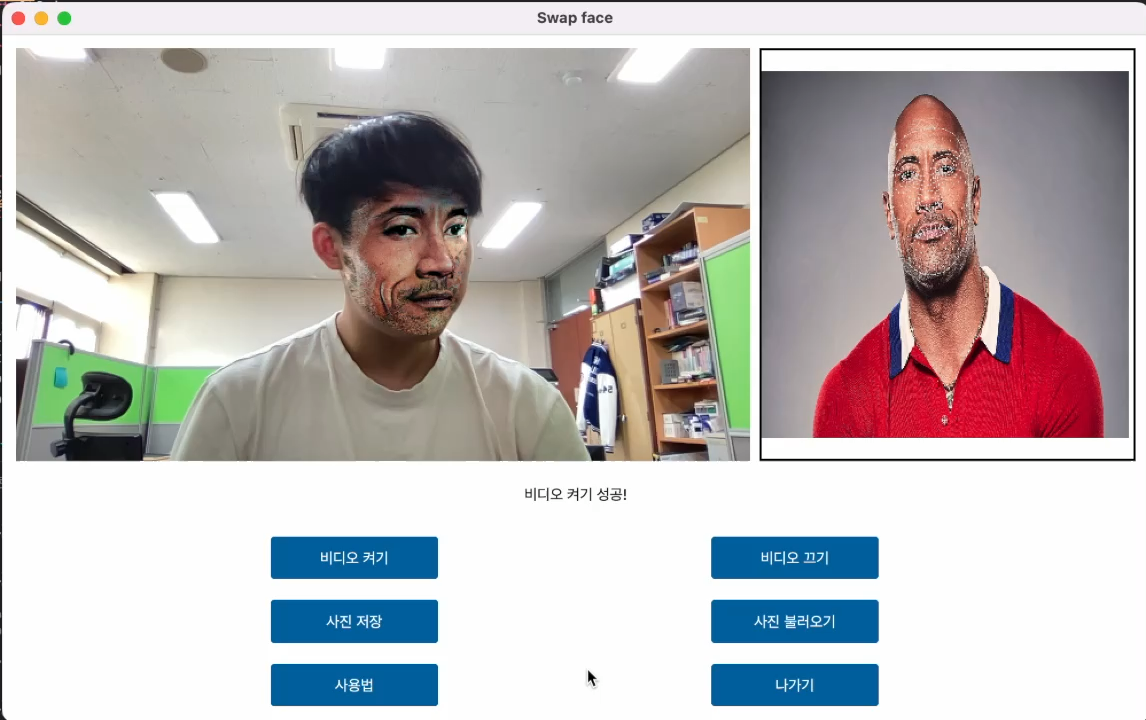 Swap face
비디오 켜기 성공!
비디오 켜기
비디오 끄기
사진 저장
사진 불러오기
사용법
나가기